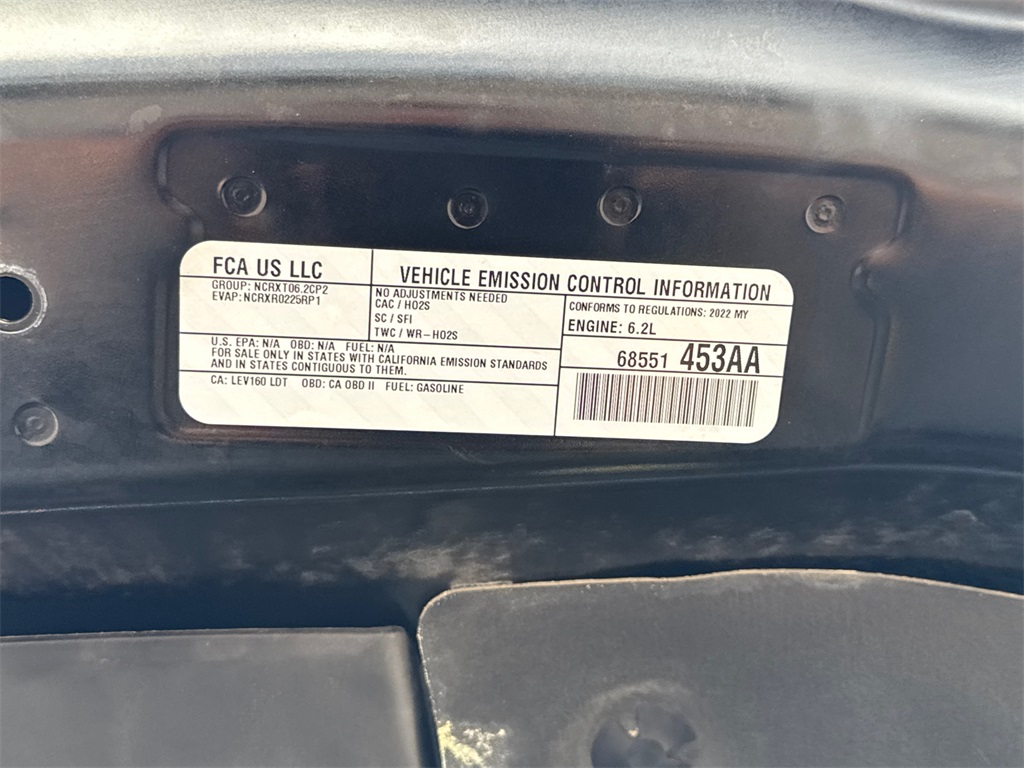 FCA US LLC
GROUP: NCRXT06.2CP2
EVAP: NCRXR0225RP1
VEHICLE EMISSION CONTROL INFORMATION
NO ADJUSTMENTS NEEDED
CAC / HO2S
SC / SFI
TWC / WR-HO2S
CONFORMS TO REGULATIONS: 2022 MY
ENGINE: 6.2L
68551 453AA
U.S. EPA: N/A OBD: N/A FUEL: N/A
FOR SALE ONLY IN STATES WITH CALIFORNIA EMISSION STANDARDS
AND IN STATES CONTIGUOUS TO THEM.
CA: LEV160 LDT OBD: CA OBD II FUEL: GASOLINE